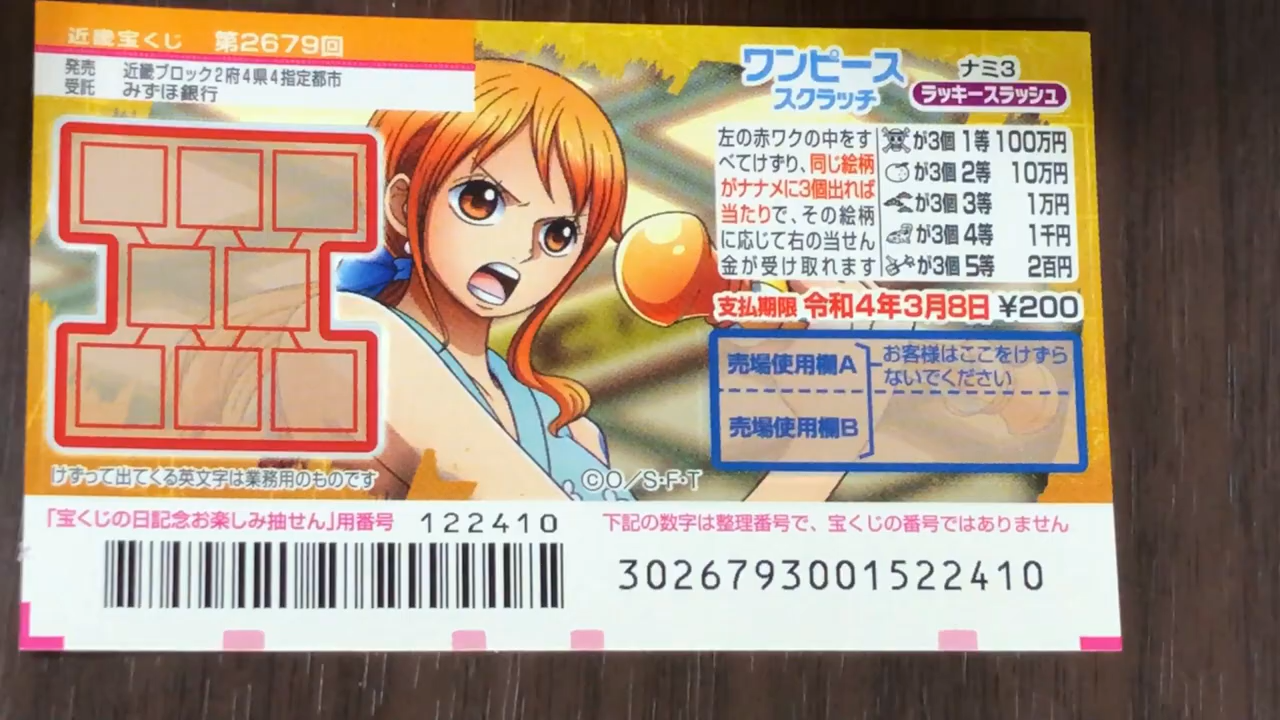 近畿宝くじ 第2679回
発売 近畿ブロック2府4県4指定都市
受託 みずほ銀行
ワンピース
スクラッチ
ナミ3
ラッキースラッシュ
左の赤ワクの中をす
べてけずり、同じ絵柄
がナナメに3個出れば
当たりで、その絵柄
に応じて右の当せん
金が受け取れます
が3個 1等 100万円
が3個 2等 10万円
が3個 3等 1万円
が3個 4等 1千円
が3個 5等 2百円
支払期限 令和4年3月8日 ¥200
売場使用欄A
売場使用欄B
お客様はここをけずら
ないでください
けずって出てくる英文字は業務用のものです
©O/S・F・T
「宝くじの日記念お楽しみ抽せん」用番号 122410
下記の数字は整理番号で、宝くじの番号ではありません
3026793001522410